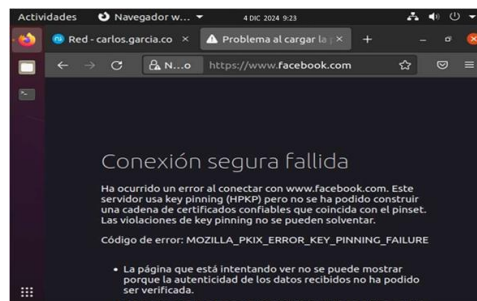 Actividades Navegador w... 4 DIC 2024 9:23
Red - carlos.garcia.co × Problema al cargar la × +
N...o https://www.facebook.com
Conexión segura fallida
Ha ocurrido un error al conectar con www.facebook.com. Este
servidor usa key pinning (HPKP) pero no se ha podido construir
una cadena de certificados confiables que coincida con el pinset.
Las violaciones de key pinning no se pueden solventar.
Código de error: MOZILLA_PKIX_ERROR_KEY_PINNING_FAILURE
• La página que está intentando ver no se puede mostrar
porque la autenticidad de los datos recibidos no ha podido
ser verificada.